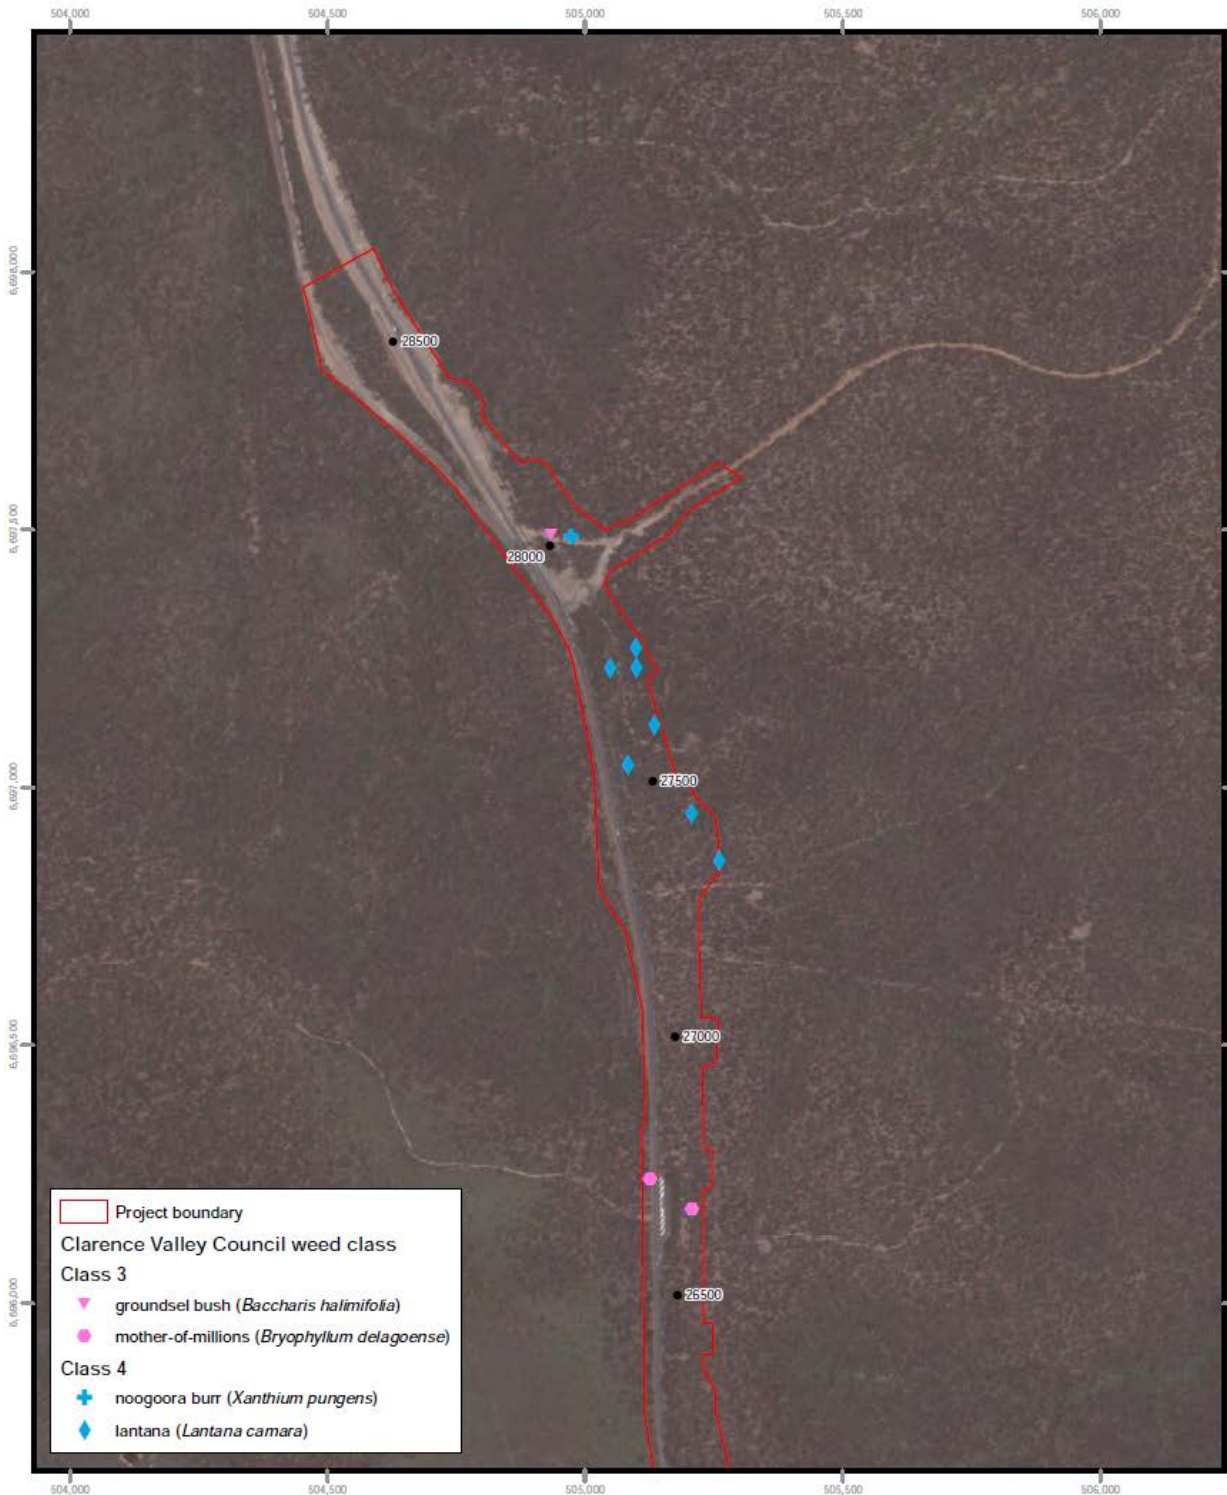 504,000 504,500 505,000 505,500 506,000
6,698,000
28500
6,697,500
28000
27500
6,697,000
27000
6,696,500
Project boundary
Clarence Valley Council weed class
Class 3
26500
6,696,000
groundsel bush (Baccharis halimifolia)
mother-of-millions (Bryophyllum delagoense)
Class 4
noogoora burr (Xanthium pungens)
lantana (Lantana camara)
504,000 504,500 505,000 505,500 506,000